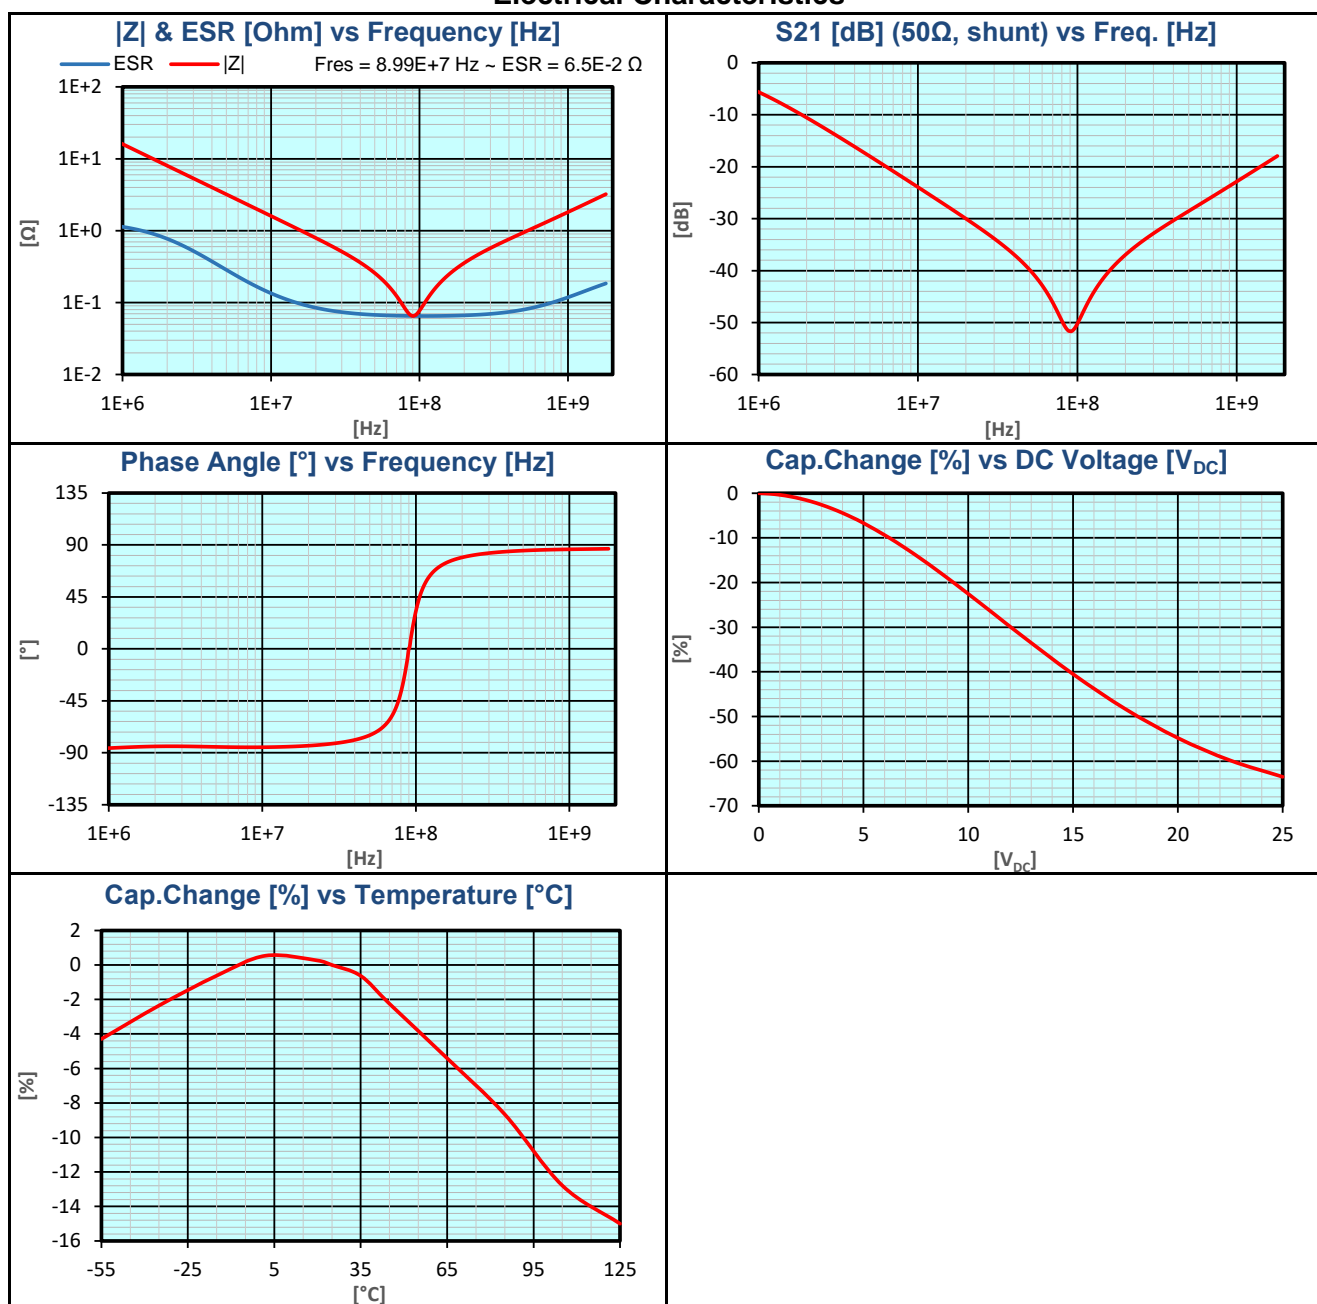 Electrical Characteristics
|Z| & ESR [Ohm] vs Frequency [Hz]
ESR |Z| Fres = 8.99E+7 Hz ~ ESR = 6.5E-2 Ω
1E+2
1E+1
1E+0
1E-1
1E-2
[Ω]
1E+6 1E+7 1E+8 1E+9
[Hz]
S21 [dB] (50Ω, shunt) vs Freq. [Hz]
0
-10
-20
-30
-40
-50
-60
[dB]
1E+6 1E+7 1E+8 1E+9
[Hz]
Phase Angle [°] vs Frequency [Hz]
135
90
45
0
-45
-90
-135
[°]
1E+6 1E+7 1E+8 1E+9
[Hz]
Cap.Change [%] vs DC Voltage [VDC]
0
-10
-20
-30
-40
-50
-60
-70
[%]
0 5 10 15 20 25
[VDC]
Cap.Change [%] vs Temperature [°C]
2
0
-2
-4
-6
-8
-10
-12
-14
-16
[%]
-55 -25 5 35 65 95 125
[°C]